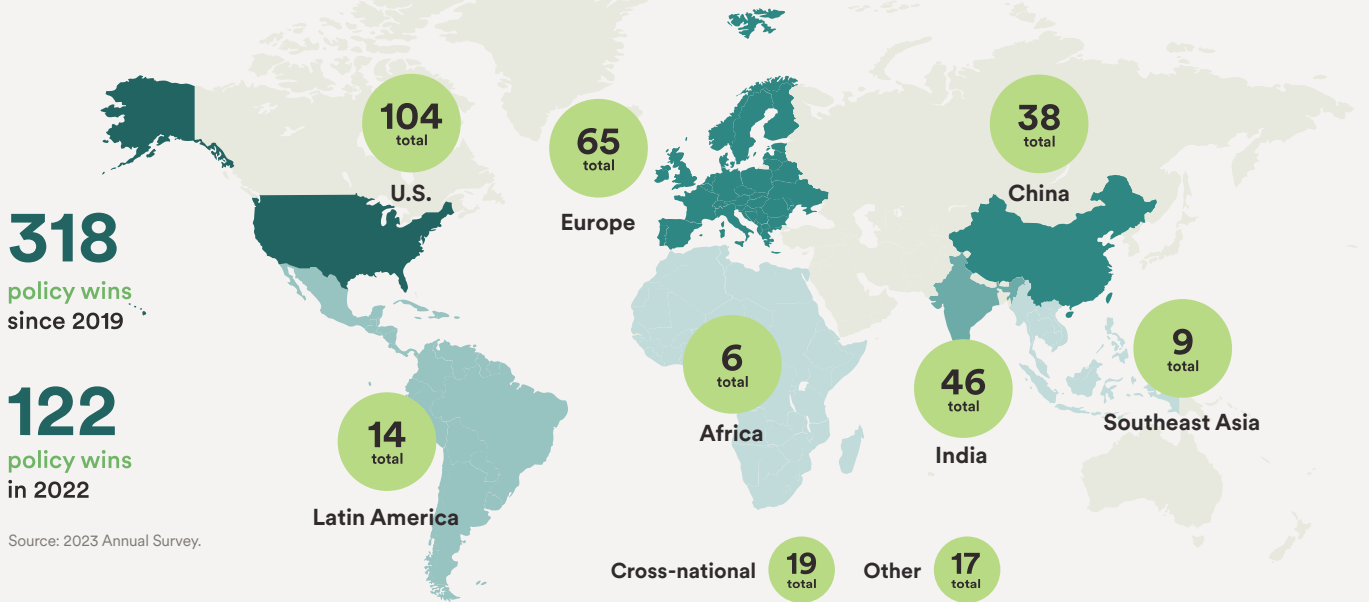 318
policy wins
since 2019
122
policy wins
in 2022
Source: 2023 Annual Survey.
104
total
U.S.
65
total
Europe
38
total
China
14
total
Latin America
6
total
Africa
46
total
India
9
total
Southeast Asia
Cross-national
19
total
Other
17
total